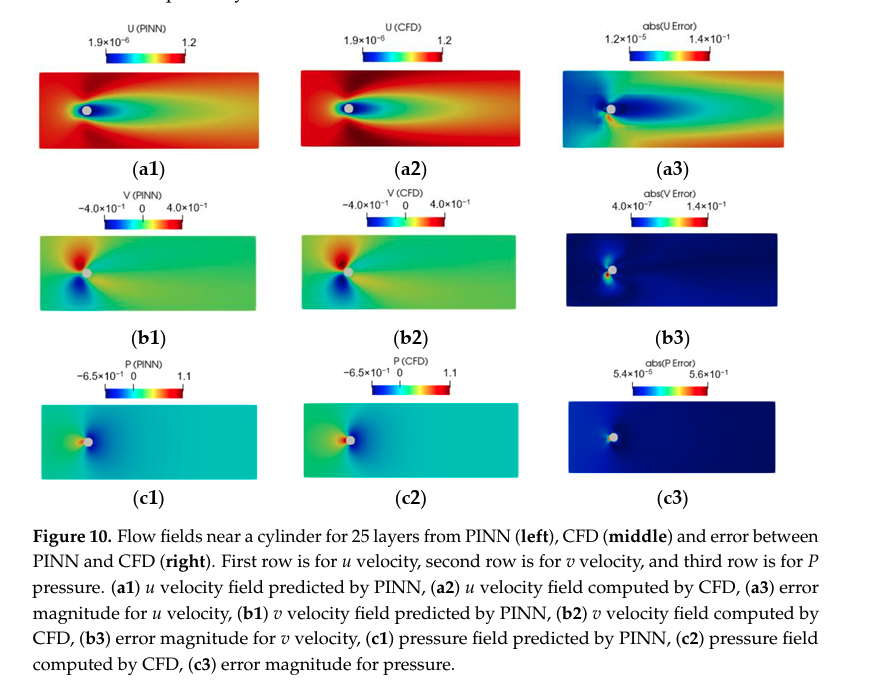 U (PINN) U (CFD) abs(U Error)
1.9×10⁻⁶ 1.2 1.9×10⁻⁶ 1.2 1.2×10⁻⁵ 1.4×10⁻¹
(a1) (a2) (a3)
V (PINN) V (CFD) abs(V Error)
−4.0×10⁻¹ 0 4.0×10⁻¹ −4.0×10⁻¹ 0 4.0×10⁻¹ 4.0×10⁻⁷ 1.4×10⁻¹
(b1) (b2) (b3)
P (PINN) P (CFD) abs(P Error)
−6.5×10⁻¹ 0 1.1 −6.5×10⁻¹ 0 1.1 5.4×10⁻⁵ 5.6×10⁻¹
(c1) (c2) (c3)
Figure 10. Flow fields near a cylinder for 25 layers from PINN (left), CFD (middle) and error between
PINN and CFD (right). First row is for u velocity, second row is for v velocity, and third row is for P
pressure. (a1) u velocity field predicted by PINN, (a2) u velocity field computed by CFD, (a3) error
magnitude for u velocity, (b1) v velocity field predicted by PINN, (b2) v velocity field computed by
CFD, (b3) error magnitude for v velocity, (c1) pressure field predicted by PINN, (c2) pressure field
computed by CFD, (c3) error magnitude for pressure.